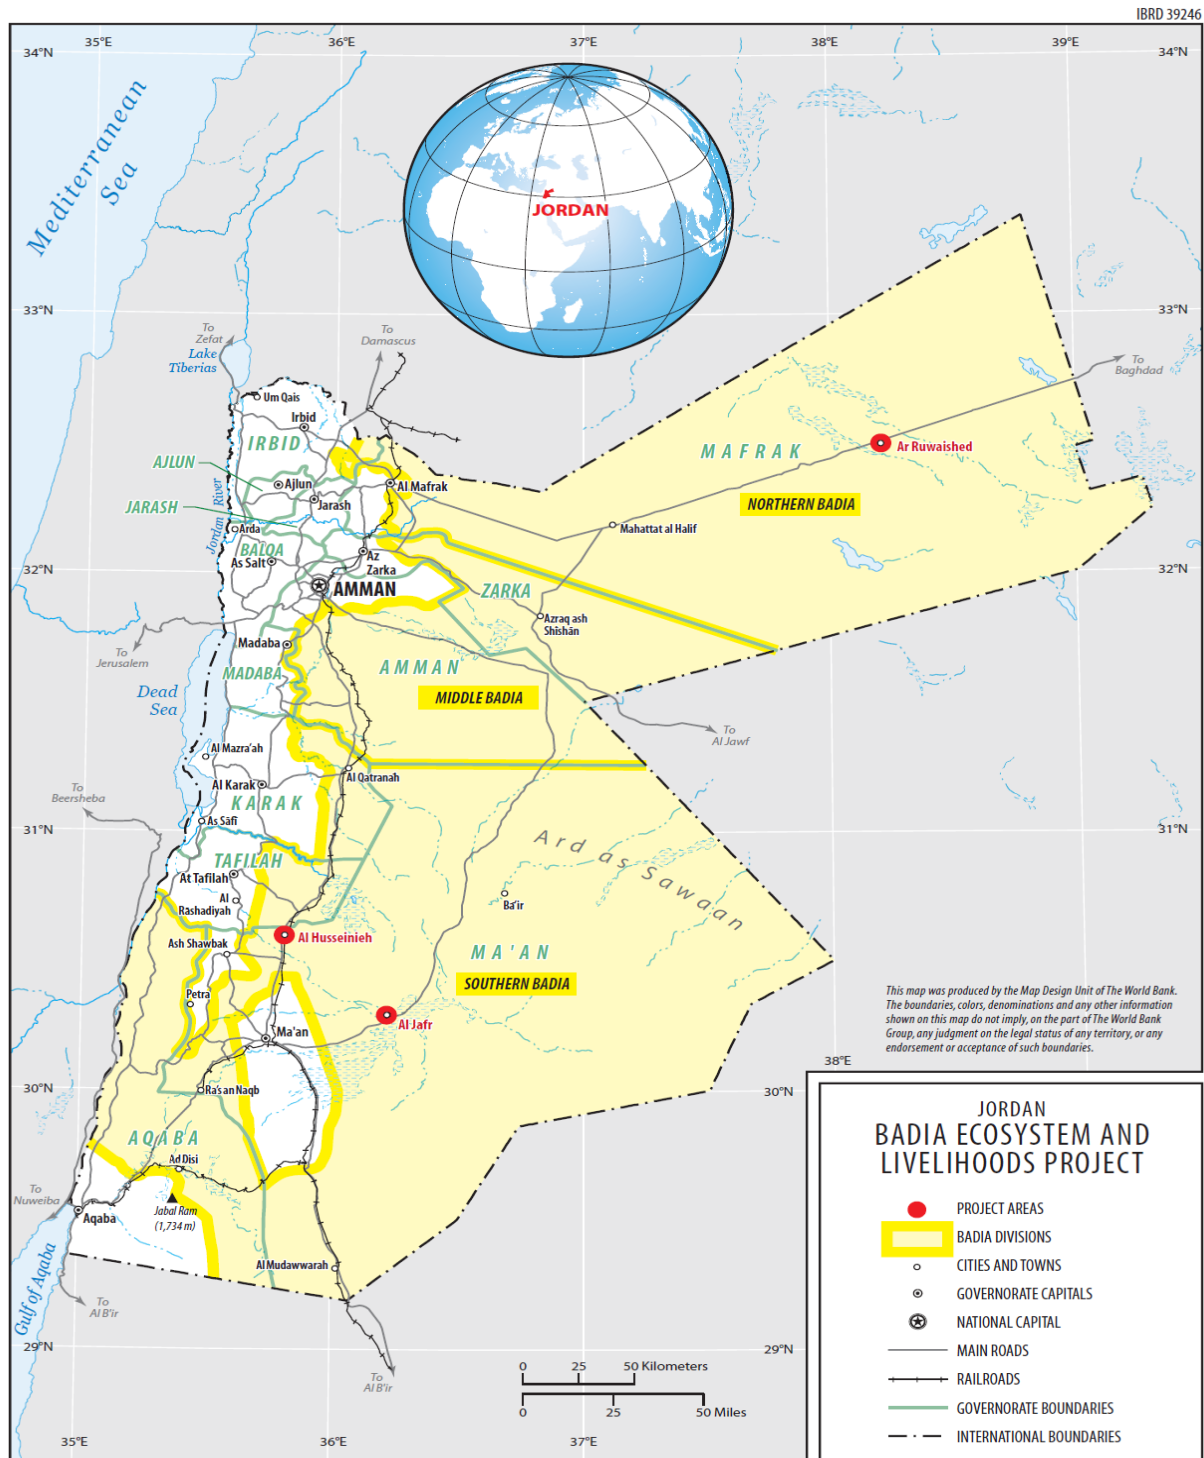 IBRD 39246
35°E
36°E
37°E
38°E
39°E
34°N
34°N
Mediterranean
Sea
JORDAN
33°N
33°N
To
Zefat
To
Damascus
Lake
Tiberias
To
Baghdad
Um Qais
Irbid
IRBID
MAFRAK
Ar Ruwaished
AJLUN
Ajlun
Al Mafrak
NORTHERN BADIA
JARASH
Jarash
Jordan River
Arda
Mahattat al Halif
BALQA
As Salt
Az
Zarka
32°N
32°N
AMMAN
ZARKA
Azraq ash
Shishān
To
Jerusalem
Madaba
MADABA
AMMAN
MIDDLE BADIA
Dead
Sea
To
Al Jawf
Al Mazra'ah
Al Qatranah
To
Beersheba
Al Karak
KARAK
As Sāfī
31°N
31°N
Ard as Sawaan
TAFILAH
At Tafilah
Al
Rashadiyah
Ba'ir
Al Husseinieh
Ash Shawbak
MA'AN
SOUTHERN BADIA
Petra
Al Jafr
Ma'an
This map was produced by the Map Design Unit of The World Bank.
The boundaries, colors, denominations and any other information
shown on this map do not imply, on the part of The World Bank
Group, any judgment on the legal status of any territory, or any
endorsement or acceptance of such boundaries.
38°E
30°N
30°N
Ra's an Naqb
AQABA
Ad Disi
To
Nuweiba
Jabal Ram
(1,734 m)
Aqaba
Al Mudawwarah
Gulf of Aqaba
To
Al B'ir
29°N
29°N
To
Al B'ir
0 25 50 Kilometers
0 25 50 Miles
35°E
36°E
37°E
JORDAN
BADIA ECOSYSTEM AND
LIVELIHOODS PROJECT
PROJECT AREAS
BADIA DIVISIONS
CITIES AND TOWNS
GOVERNORATE CAPITALS
NATIONAL CAPITAL
MAIN ROADS
RAILROADS
GOVERNORATE BOUNDARIES
INTERNATIONAL BOUNDARIES